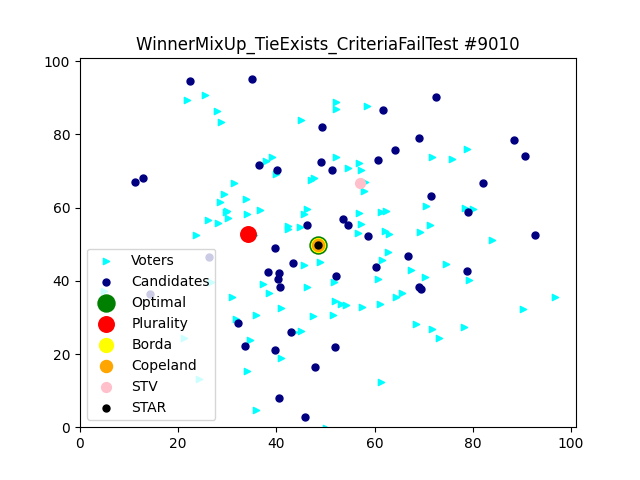 WinnerMixUp_TieExists_CriteriaFailTest #9010
100
80
60
40
20
0
Voters
Candidates
Optimal
Plurality
Borda
Copeland
STV
STAR
0 20 40 60 80 100